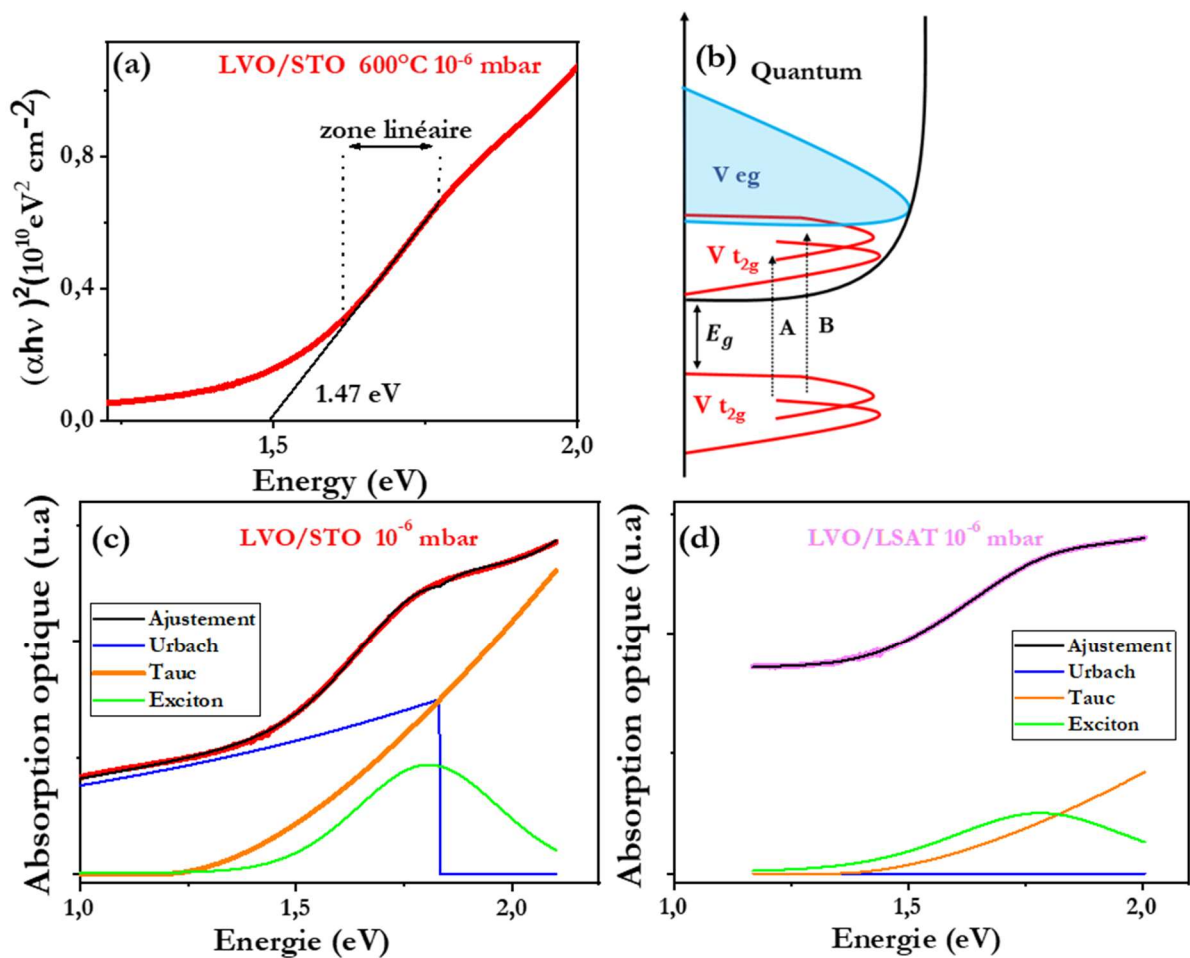 (a)
LVO/STO 600°C 10⁻⁶ mbar
zone linéaire
1.47 eV
(αhν )²(10¹⁰eV² cm⁻²)
0,8
0,4
0,0
1,5
2,0
Energy (eV)
(b)
Quantum
V eg
V t₂g
A
B
E_g
V t₂g
(c)
LVO/STO 10⁻⁶ mbar
Ajustement
Urbach
Tauc
Exciton
Absorption optique (u.a)
1,0
1,5
2,0
Energie (eV)
(d)
LVO/LSAT 10⁻⁶ mbar
Ajustement
Urbach
Tauc
Exciton
Absorption optique (u.a)
1,5
2,0
Energie (eV)